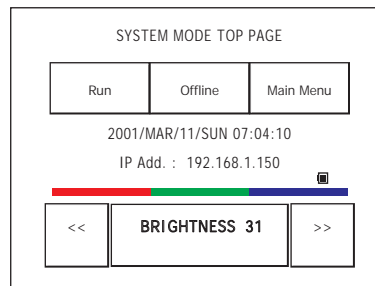 SYSTEM MODE TOP PAGE
Run Offline Main Menu
2001/MAR/11/SUN 07:04:10
IP Add. : 192.168.1.150
<< BRIGHTNESS 31 >>